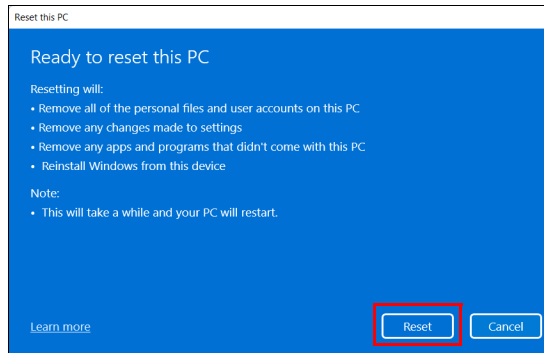 Reset this PC
Ready to reset this PC
Resetting will:
• Remove all of the personal files and user accounts on this PC
• Remove any changes made to settings
• Remove any apps and programs that didn't come with this PC
• Reinstall Windows from this device
Note:
• This will take a while and your PC will restart.
Learn more
Reset
Cancel